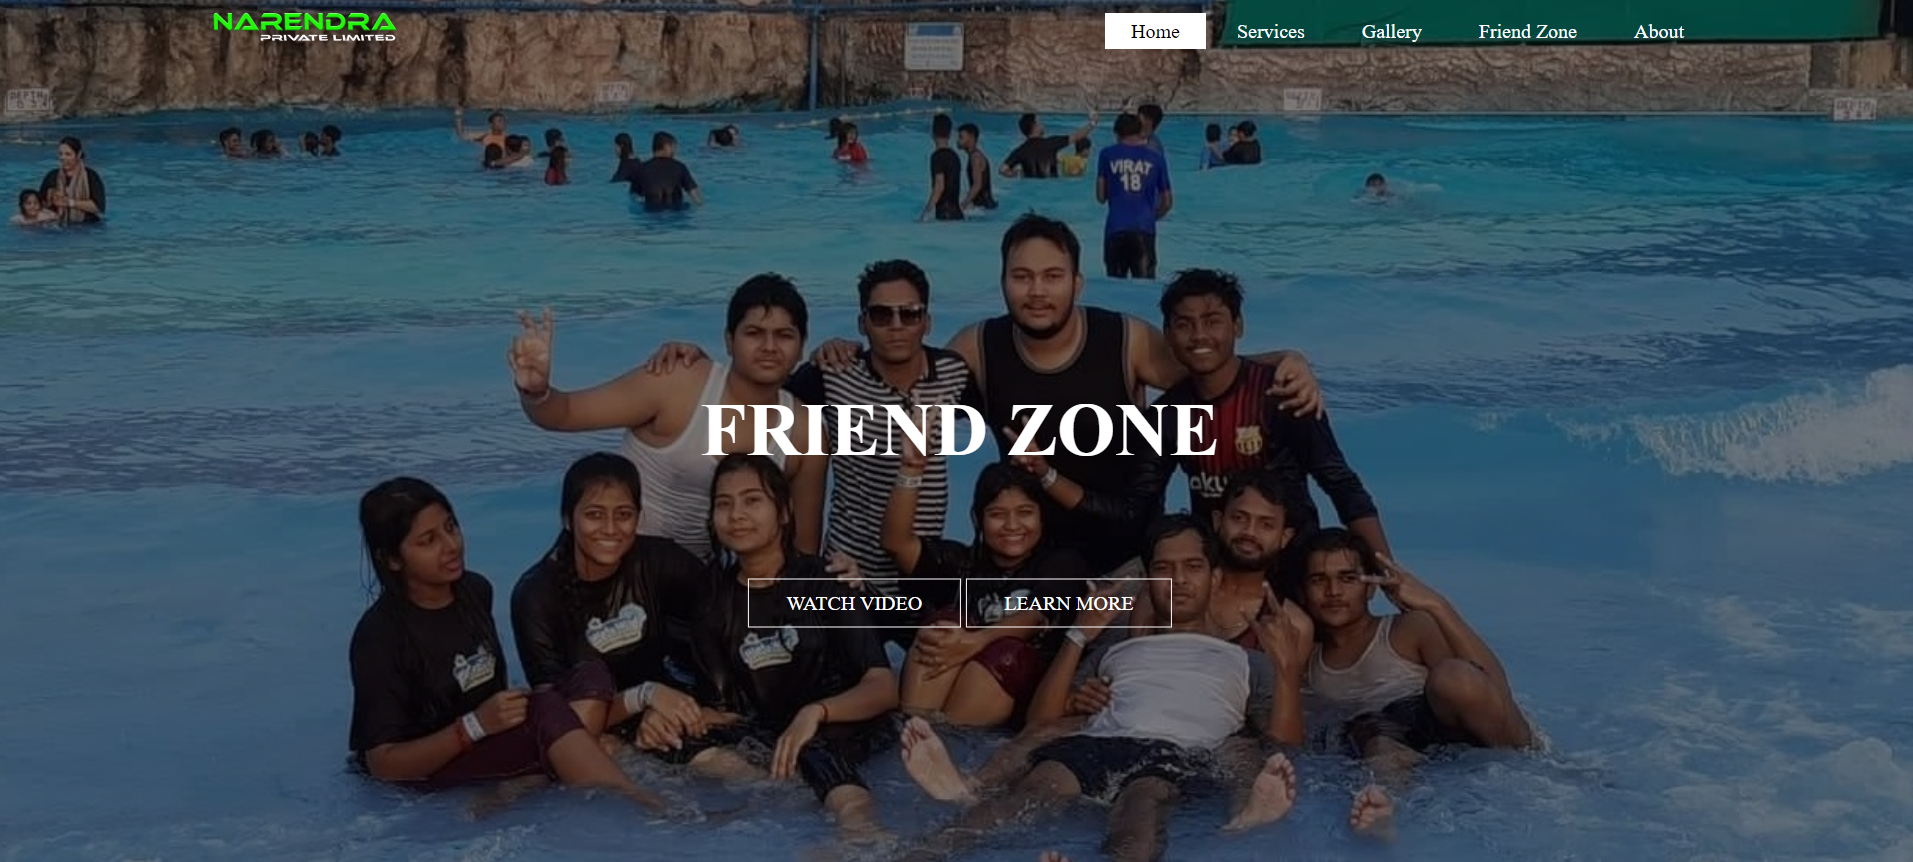 NARENDRA
PRIVATE LIMITED
Home
Services
Gallery
Friend Zone
About
VIRAT
18
FRIEND ZONE
WATCH VIDEO
LEARN MORE